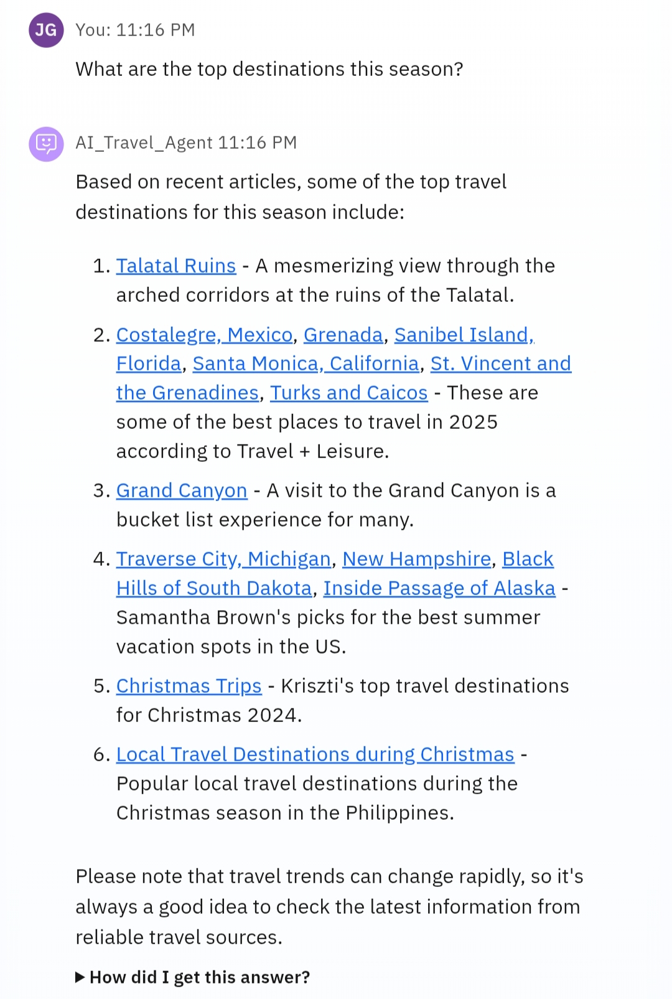 JG You: 11:16 PM
What are the top destinations this season?
AI_Travel_Agent 11:16 PM
Based on recent articles, some of the top travel
destinations for this season include:
1. Talatal Ruins - A mesmerizing view through the
arched corridors at the ruins of the Talatal.
2. Costalegre, Mexico, Grenada, Sanibel Island,
Florida, Santa Monica, California, St. Vincent and
the Grenadines, Turks and Caicos - These are
some of the best places to travel in 2025
according to Travel + Leisure.
3. Grand Canyon - A visit to the Grand Canyon is a
bucket list experience for many.
4. Traverse City, Michigan, New Hampshire, Black
Hills of South Dakota, Inside Passage of Alaska -
Samantha Brown's picks for the best summer
vacation spots in the US.
5. Christmas Trips - Kriszti's top travel destinations
for Christmas 2024.
6. Local Travel Destinations during Christmas -
Popular local travel destinations during the
Christmas season in the Philippines.
Please note that travel trends can change rapidly, so it's
always a good idea to check the latest information from
reliable travel sources.
▶ How did I get this answer?